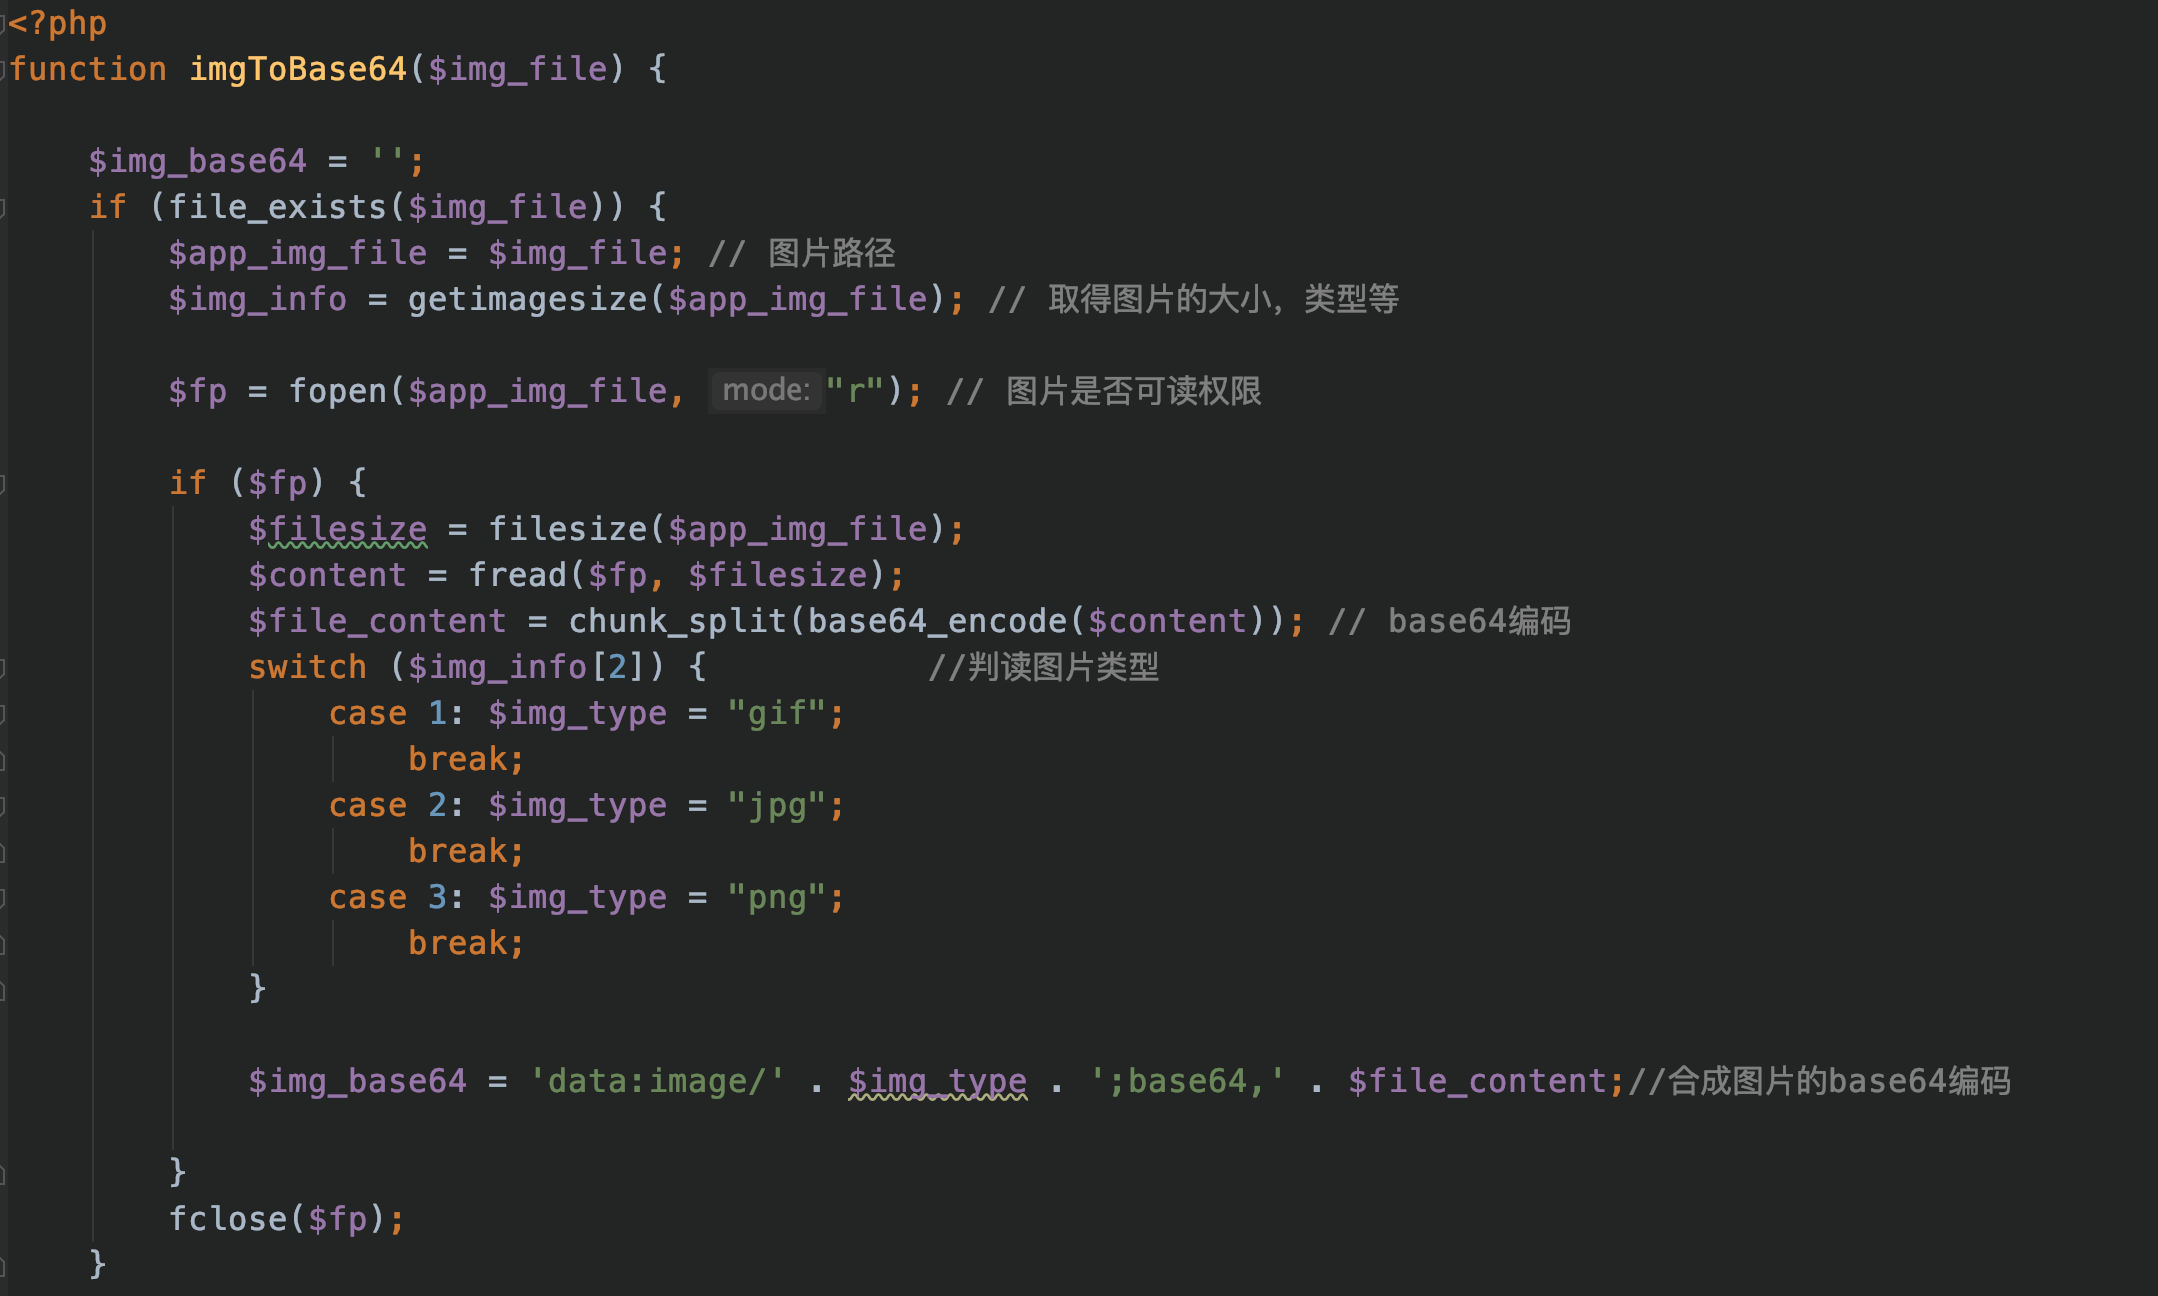 <?php
function imgToBase64($img_file) {
$img_base64 = '';
if (file_exists($img_file)) {
$app_img_file = $img_file; // 图片路径
$img_info = getimagesize($app_img_file); // 取得图片的大小，类型等
$fp = fopen($app_img_file, mode: "r"); // 图片是否可读权限
if ($fp) {
$filesize = filesize($app_img_file);
$content = fread($fp, $filesize);
$file_content = chunk_split(base64_encode($content)); // base64编码
switch ($img_info[2]) { //判读图片类型
case 1: $img_type = "gif";
break;
case 2: $img_type = "jpg";
break;
case 3: $img_type = "png";
break;
}
$img_base64 = 'data:image/' . $img_type . ';base64,' . $file_content;//合成图片的base64编码
}
fclose($fp);
}